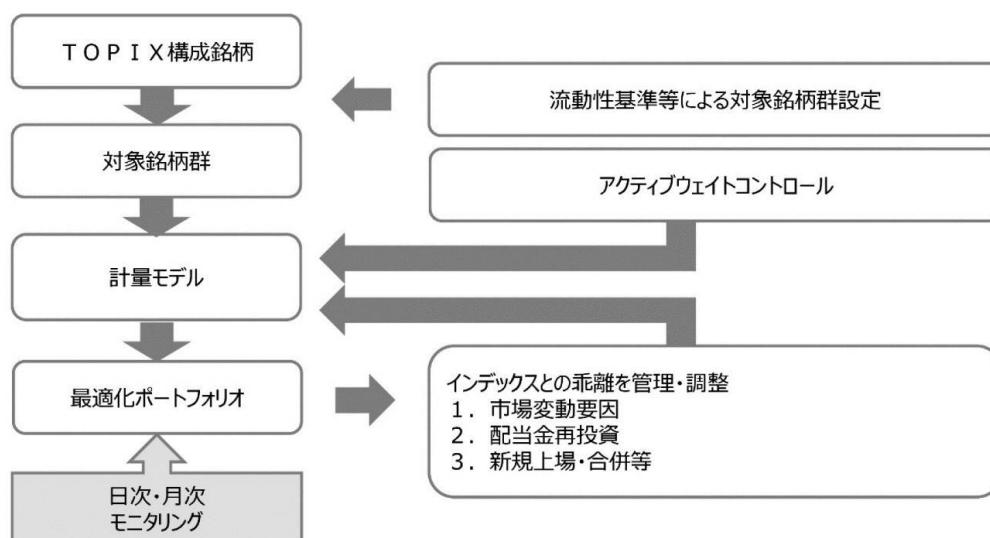 ＴＯＰＩＸ構成銘柄
流動性基準等による対象銘柄群設定
対象銘柄群
アクティブウェイトコントロール
計量モデル
最適化ポートフォリオ
インデックスとの乖離を管理・調整
１．市場変動要因
２．配当金再投資
３．新規上場・合併等
日次・月次
モニタリング